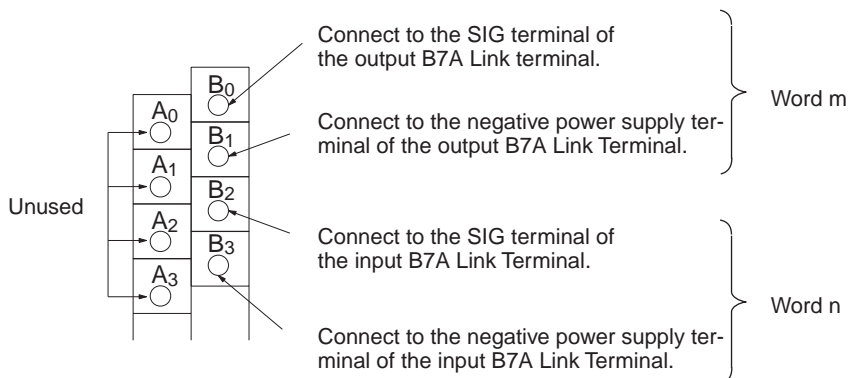 Connect to the SIG terminal of
the output B7A Link terminal.
Word m
Connect to the negative power supply ter-
minal of the output B7A Link Terminal.
Unused
A0
A1
A2
A3
B0
B1
B2
B3
Connect to the SIG terminal of
the input B7A Link Terminal.
Word n
Connect to the negative power supply ter-
minal of the input B7A Link Terminal.